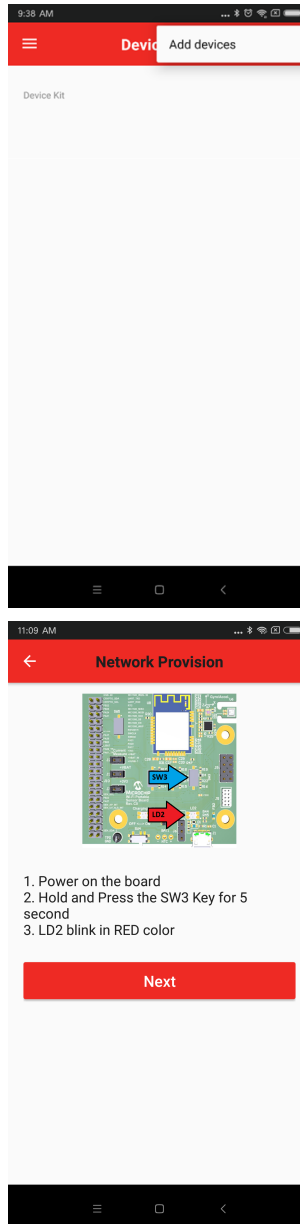 9:38 AM
Devic
Add devices
Device Kit
11:09 AM
Network Provision
SW3
MICROCHIP
LD2
1. Power on the board
2. Hold and Press the SW3 Key for 5
second
3. LD2 blink in RED color
Next